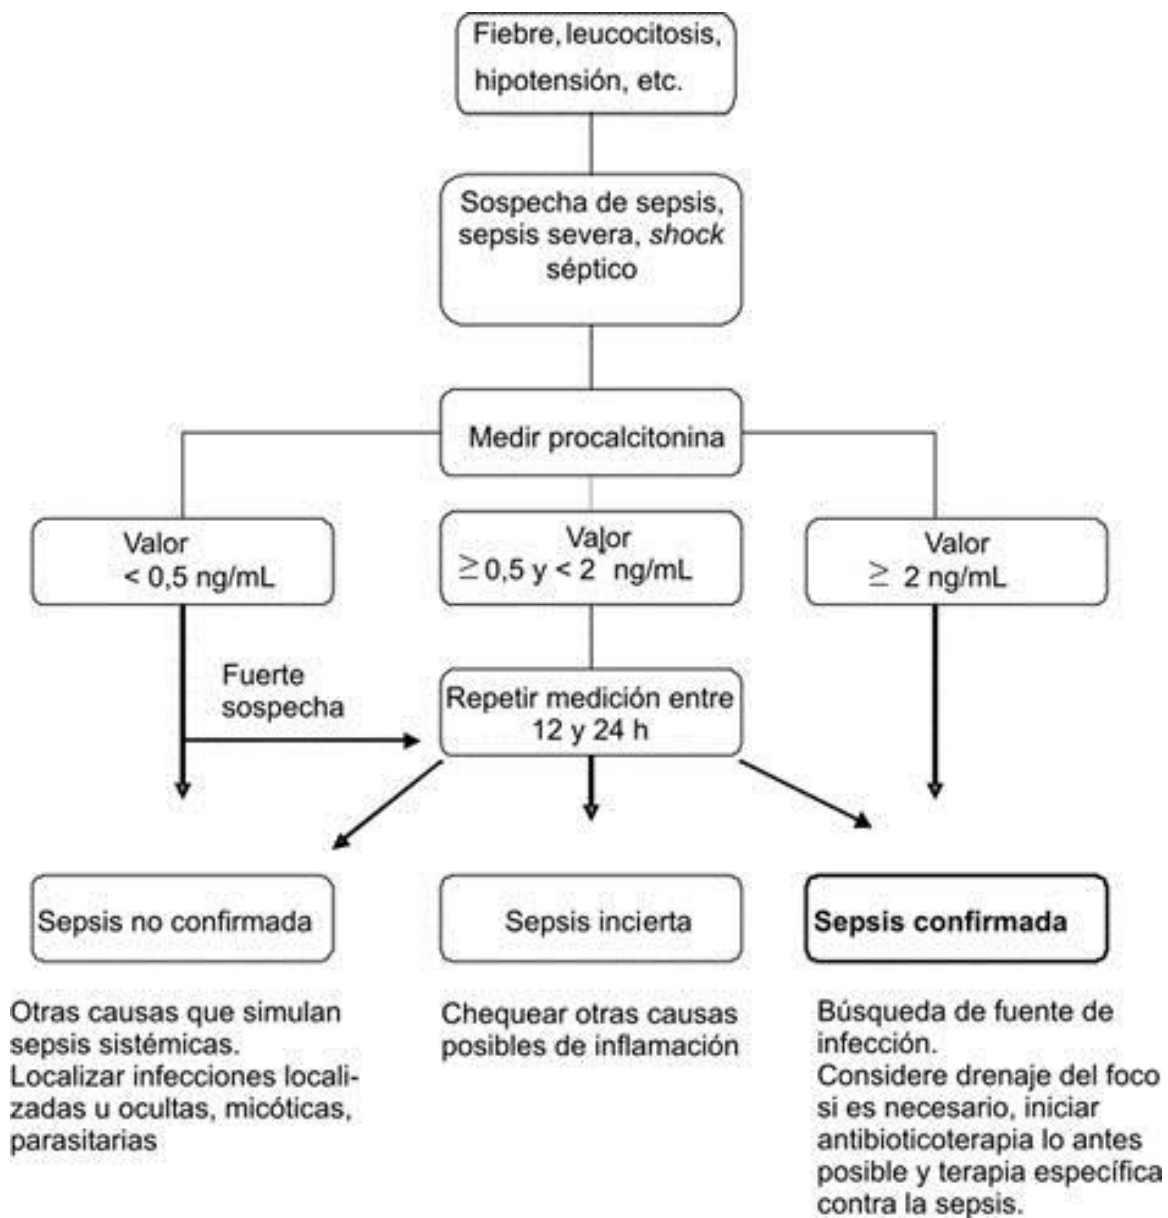 Fiebre, leucocitosis,
hipotensión, etc.
Sospecha de sepsis,
sepsis severa, shock
séptico
Medir procalcitonina
Valor
< 0,5 ng/mL
Valor
≥ 0,5 y < 2 ng/mL
Valor
≥ 2 ng/mL
Fuerte
sospecha
Repetir medición entre
12 y 24 h
Sepsis no confirmada
Sepsis incierta
Sepsis confirmada
Otras causas que simulan
sepsis sistémicas.
Localizar infecciones locali-
zadas u ocultas, micóticas,
parasitarias
Chequear otras causas
posibles de inflamación
Búsqueda de fuente de
infección.
Considere drenaje del foco
si es necesario, iniciar
antibioticoterapia lo antes
posible y terapia específica
contra la sepsis.